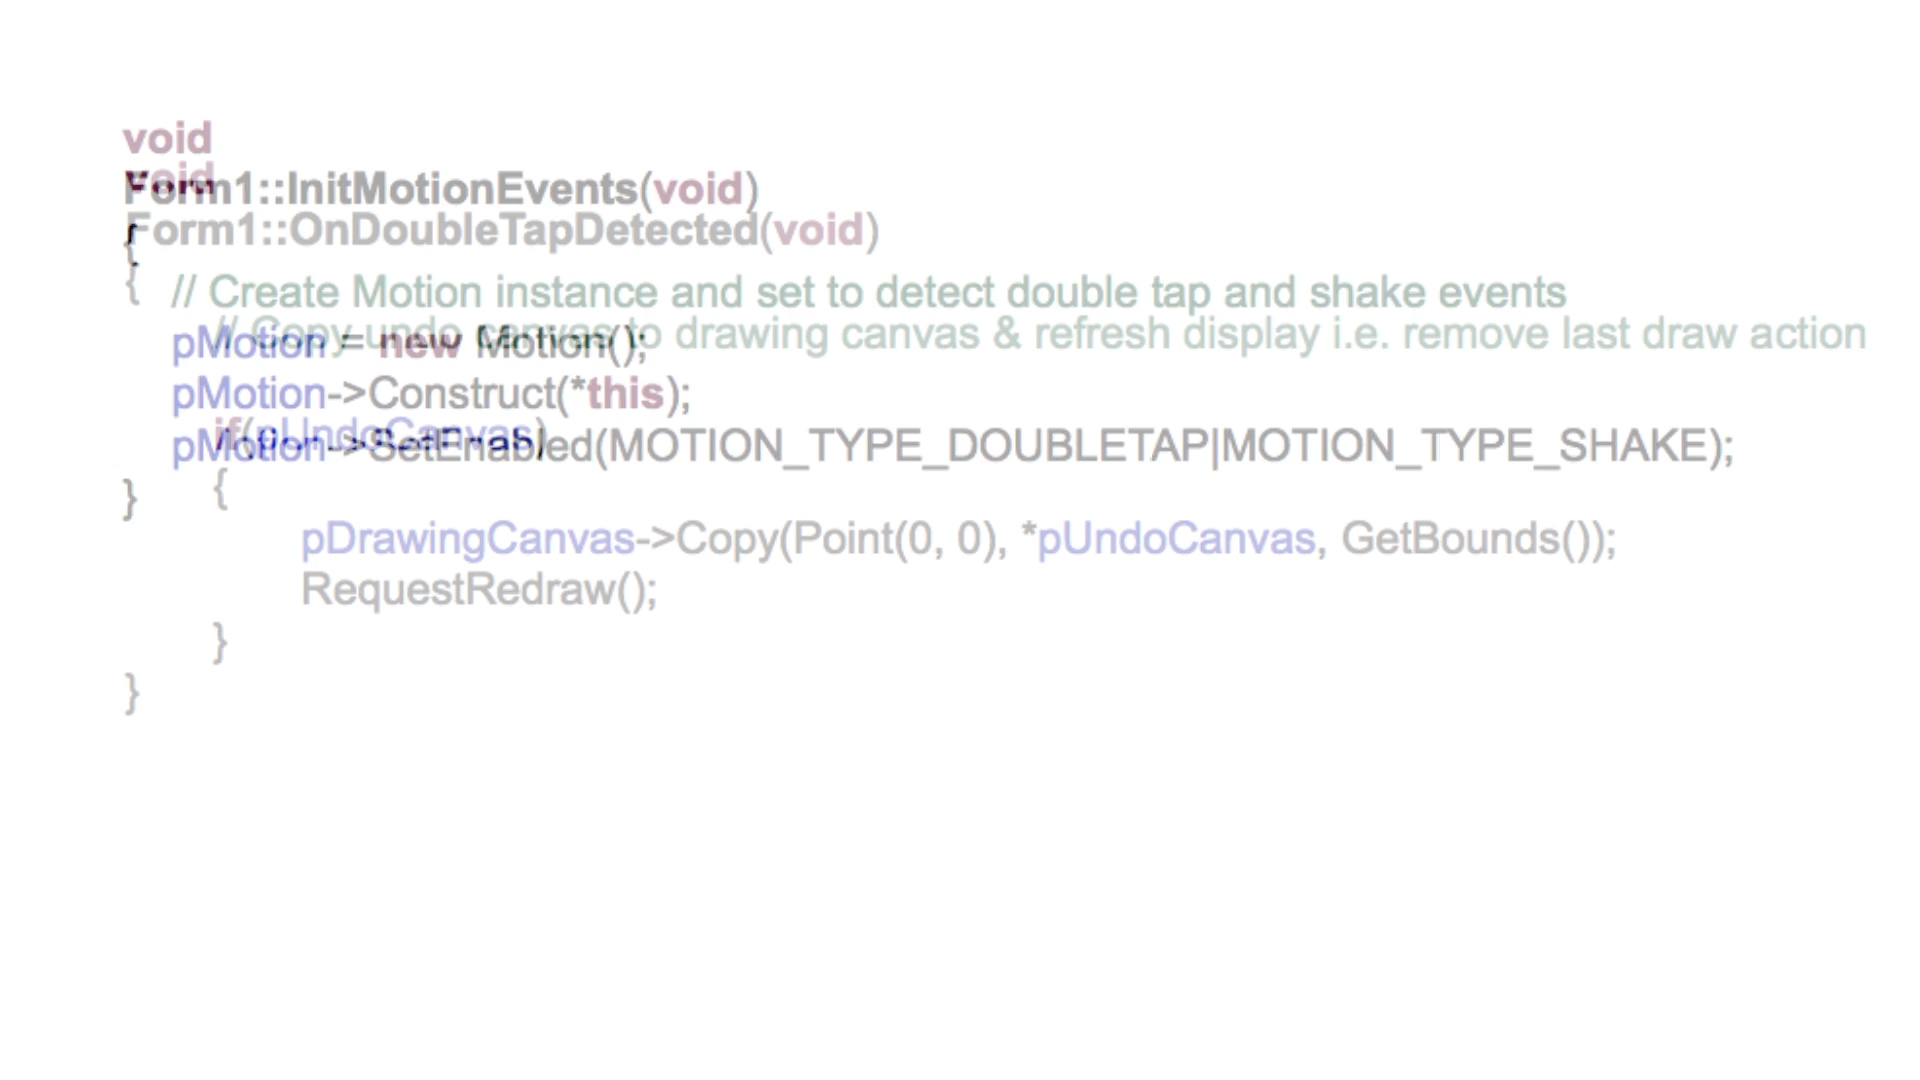 void
Form1::InitMotionEvents(void)
{
// Create Motion instance and set to detect double tap and shake events
pMotion = new Motion();
pMotion->Construct(*this);
pMotion->SetEnabled(MOTION_TYPE_DOUBLETAP|MOTION_TYPE_SHAKE);
}
void
Form1::OnDoubleTapDetected(void)
{
// Copy undo canvas to drawing canvas & refresh display i.e. remove last draw action
if(pUndoCanvas)
{
pDrawingCanvas->Copy(Point(0, 0), *pUndoCanvas, GetBounds());
RequestRedraw();
}
}